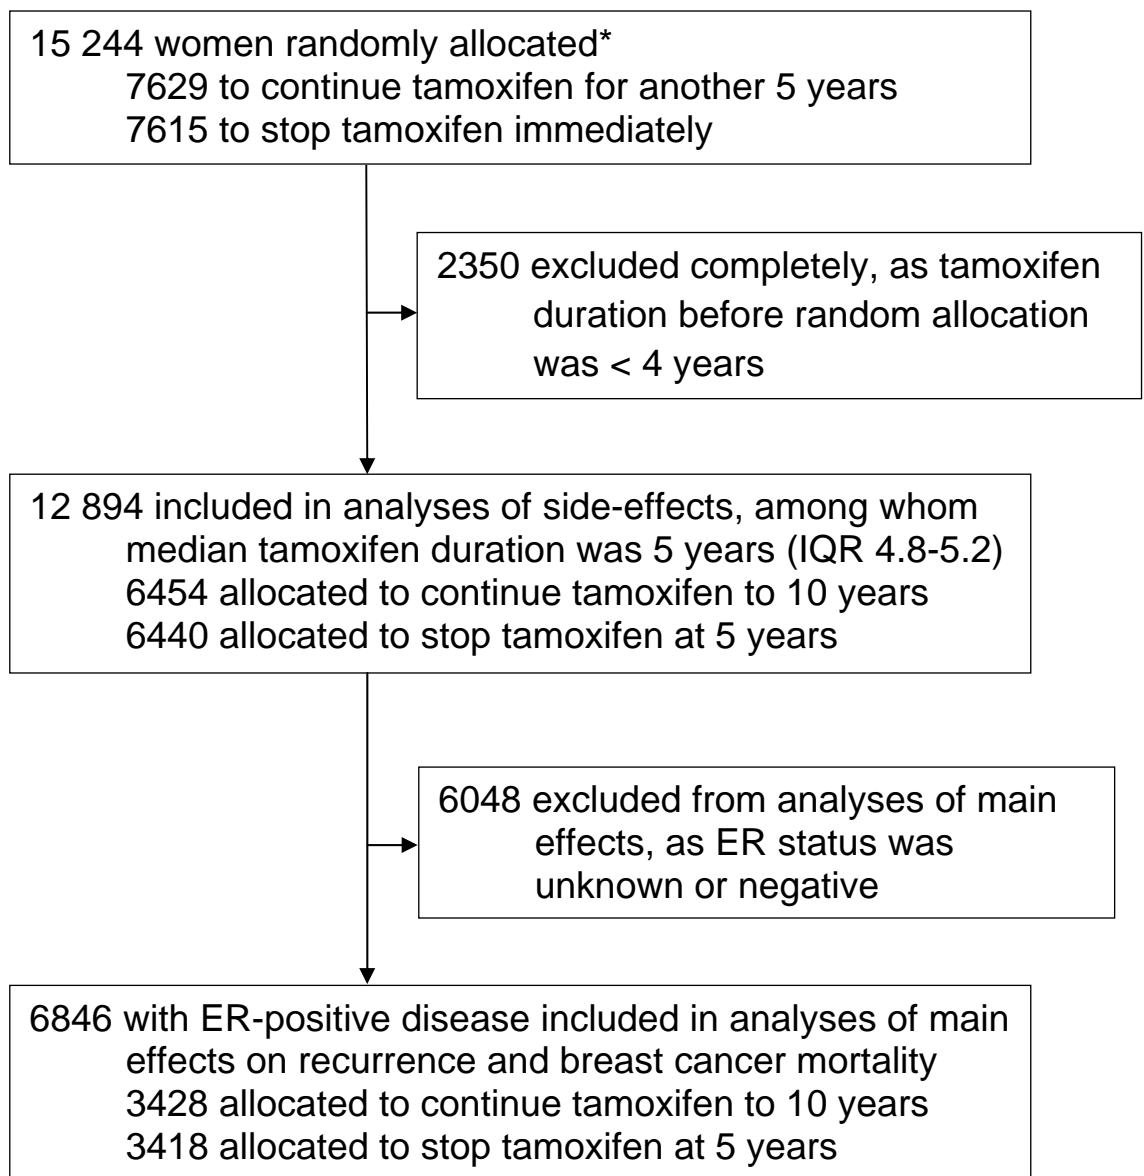 15 244 women randomly allocated*
7629 to continue tamoxifen for another 5 years
7615 to stop tamoxifen immediately
2350 excluded completely, as tamoxifen
duration before random allocation
was < 4 years
12 894 included in analyses of side-effects, among whom
median tamoxifen duration was 5 years (IQR 4.8-5.2)
6454 allocated to continue tamoxifen to 10 years
6440 allocated to stop tamoxifen at 5 years
6048 excluded from analyses of main
effects, as ER status was
unknown or negative
6846 with ER-positive disease included in analyses of main
effects on recurrence and breast cancer mortality
3428 allocated to continue tamoxifen to 10 years
3418 allocated to stop tamoxifen at 5 years